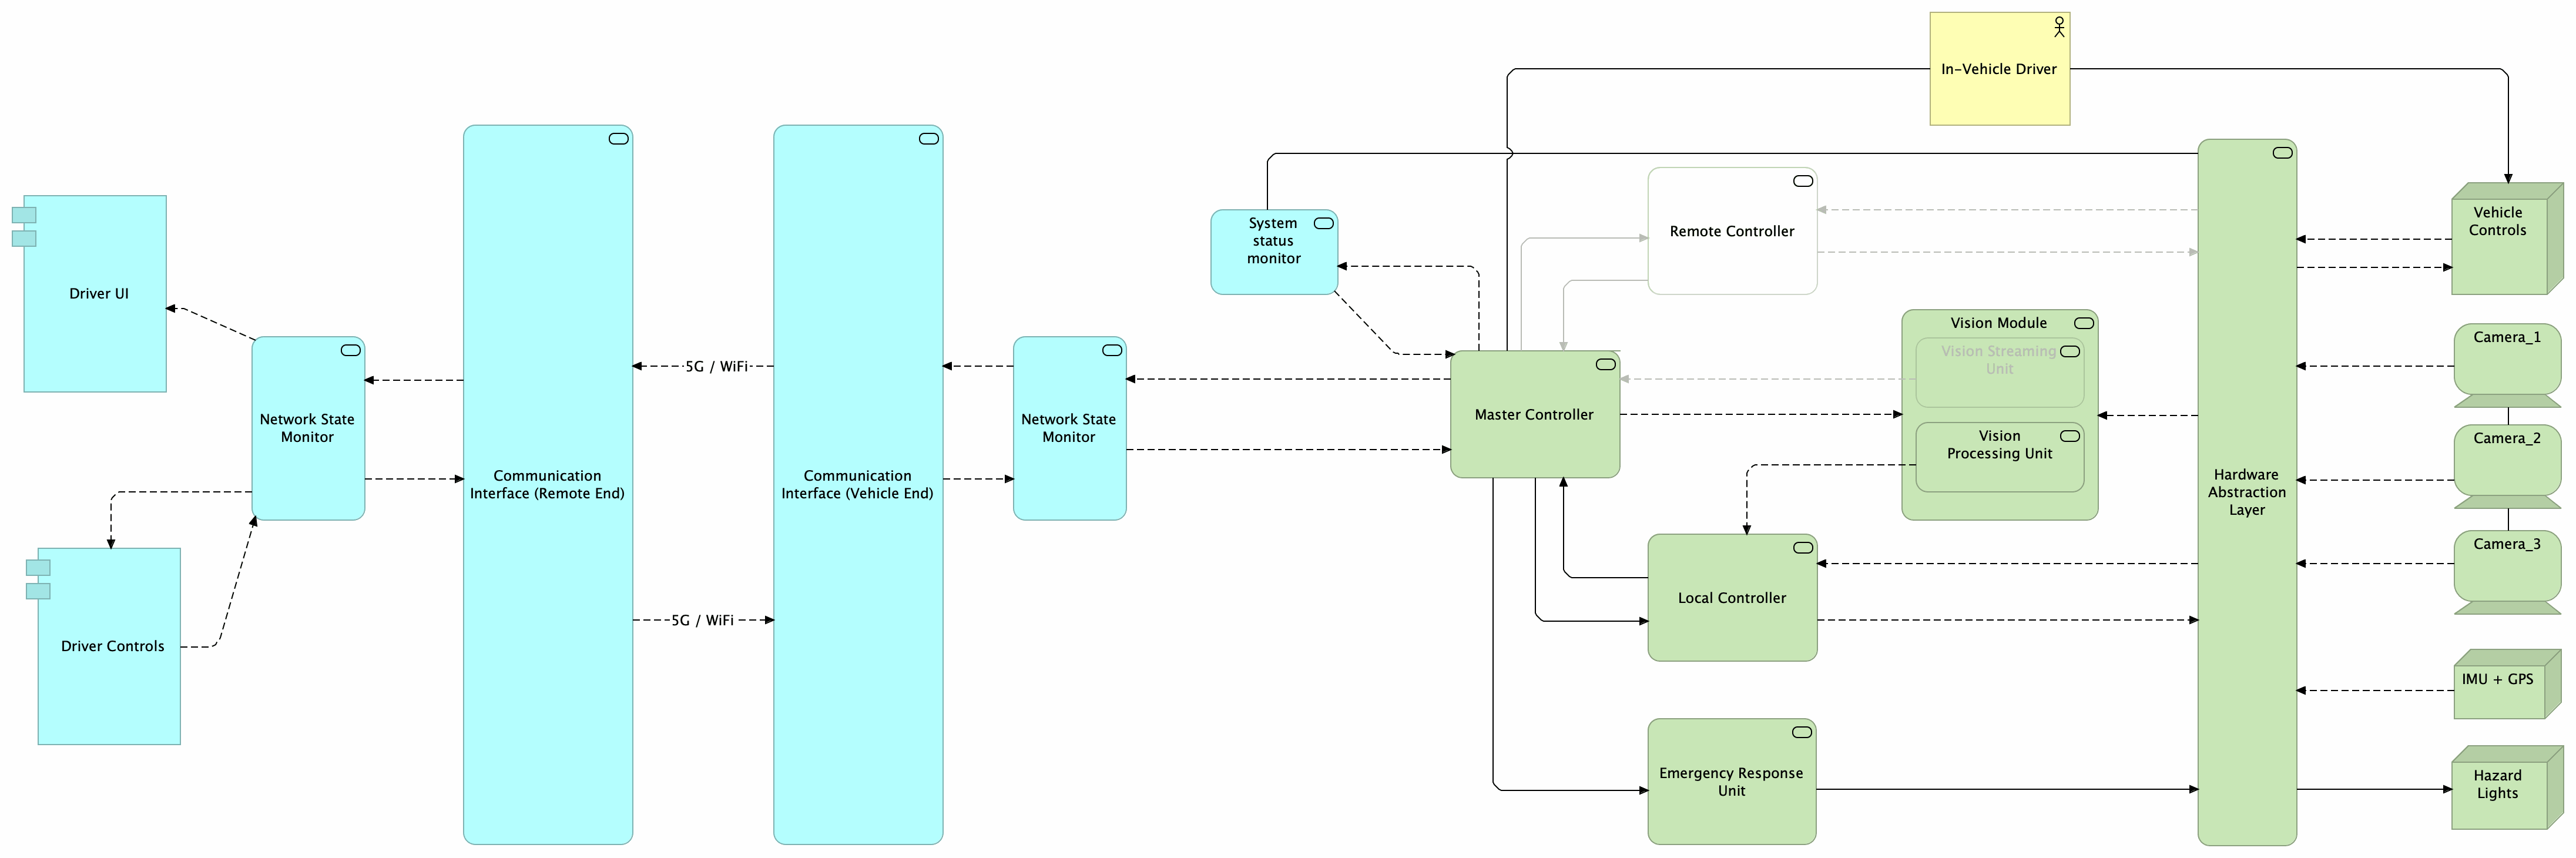 In-Vehicle Driver
Driver UI
Network State
Monitor
Driver Controls
Communication
Interface (Remote End)
5G / WiFi
5G / WiFi
Communication
Interface (Vehicle End)
Network State
Monitor
System
status
monitor
Master Controller
Remote Controller
Vision Module
Vision Streaming
Unit
Vision
Processing Unit
Local Controller
Emergency Response
Unit
Hardware
Abstraction
Layer
Vehicle
Controls
Camera_1
Camera_2
Camera_3
IMU + GPS
Hazard
Lights